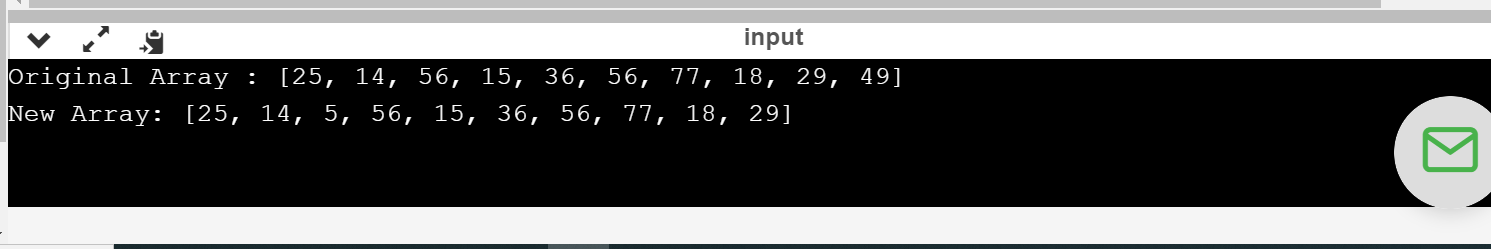 input
Original Array : [25, 14, 56, 15, 36, 56, 77, 18, 29, 49]
New Array: [25, 14, 5, 56, 15, 36, 56, 77, 18, 29]